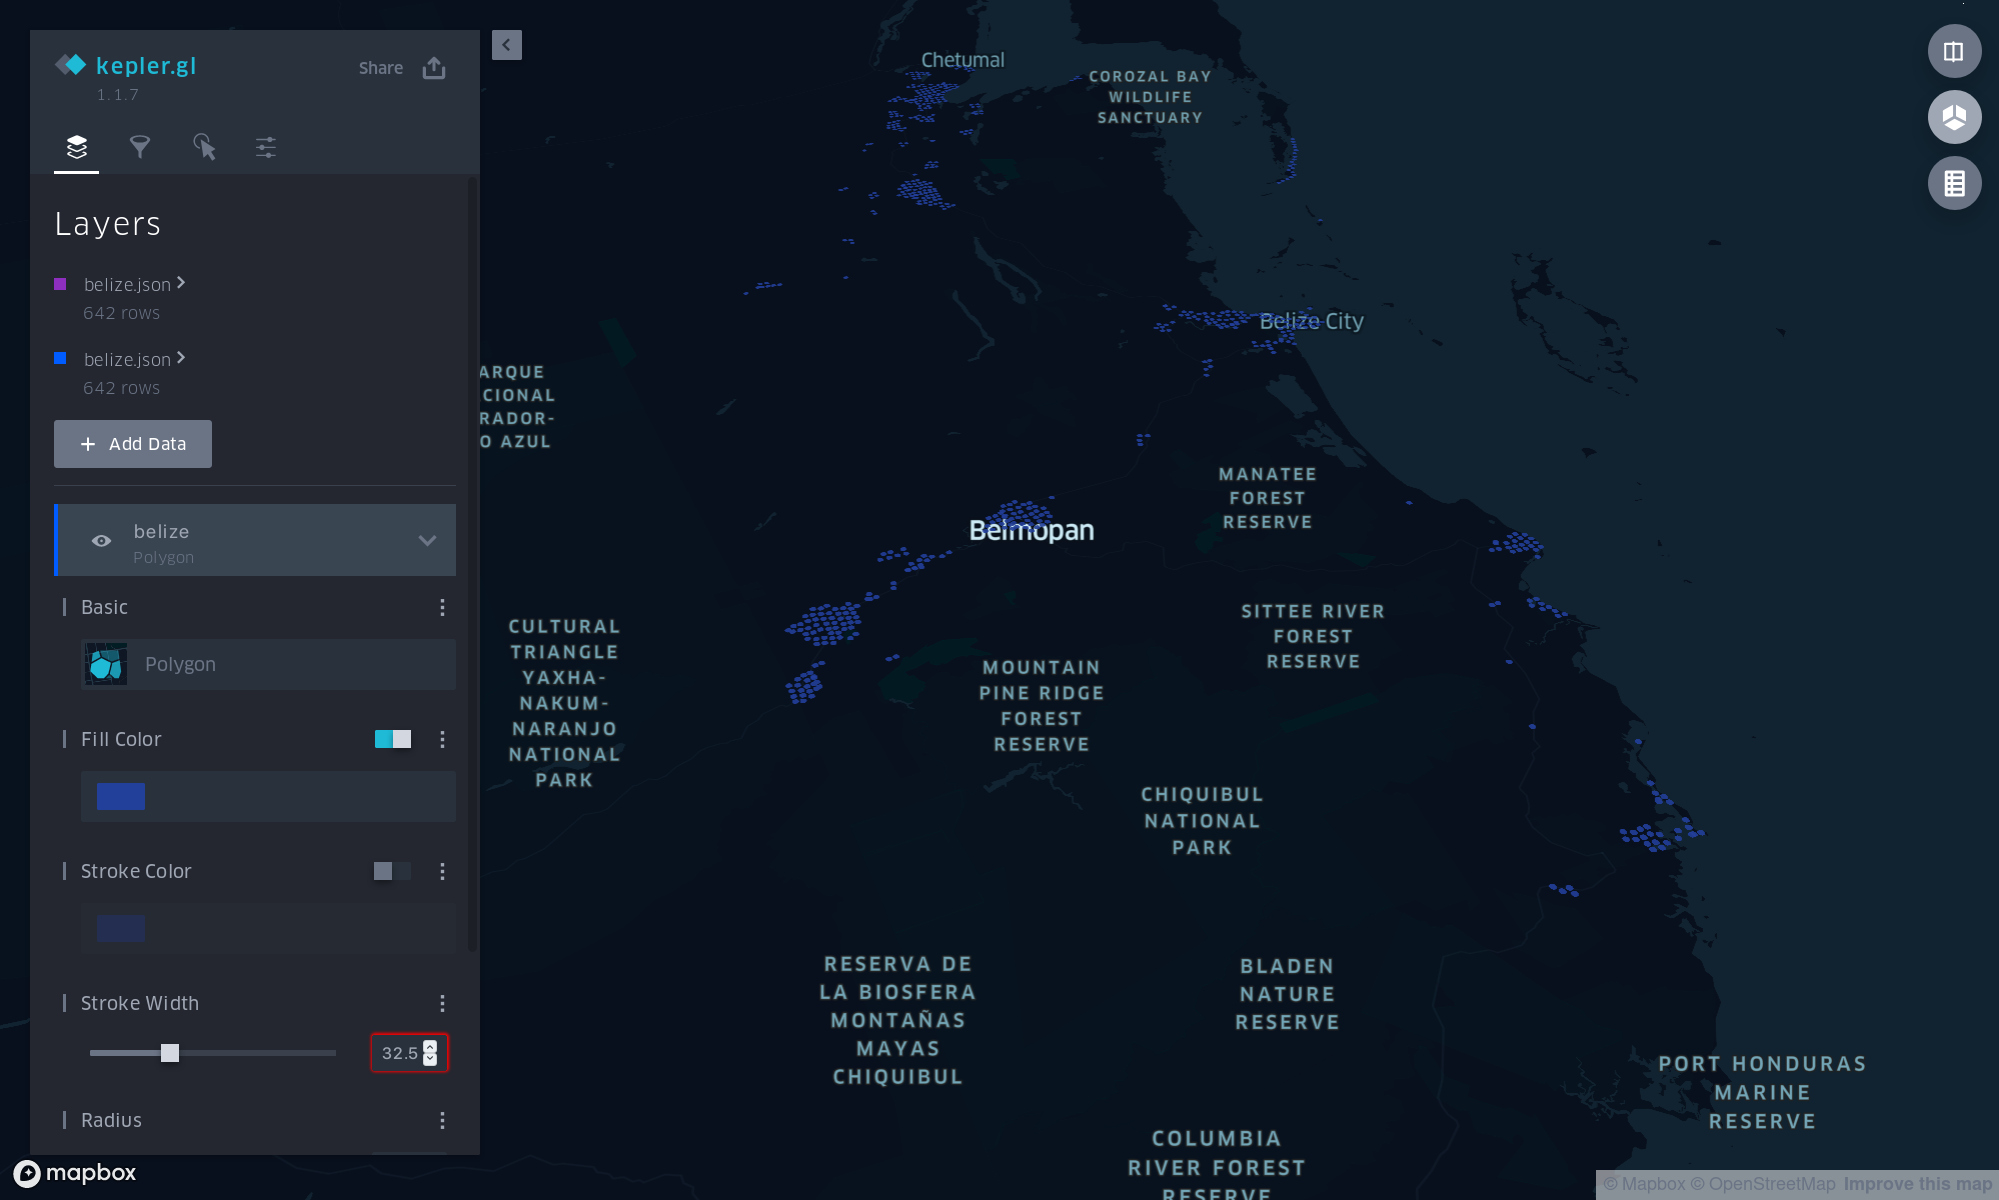 kepler.gl
1.1.7
Share
Layers
belize.json
642 rows
belize.json
642 rows
+ Add Data
belize
Polygon
Basic
Polygon
Fill Color
Stroke Color
Stroke Width
32.5
Radius
mapbox
Chetumal
COROZAL BAY
WILDLIFE
SANCTUARY
Belize City
ARQUE
CIONAL
RADOR-
O AZUL
MANATEE
FOREST
RESERVE
Belmopan
CULTURAL
TRIANGLE
YAXHA-
NAKUM-
NARANJO
NATIONAL
PARK
SITTEE RIVER
FOREST
RESERVE
MOUNTAIN
PINE RIDGE
FOREST
RESERVE
CHIQUIBUL
NATIONAL
PARK
RESERVA DE
LA BIOSFERA
MONTAÑAS
MAYAS
CHIQUIBUL
BLADEN
NATURE
RESERVE
PORT HONDURAS
MARINE
RESERVE
COLUMBIA
RIVER FOREST
RESERVE
© Mapbox © OpenStreetMap Improve this map